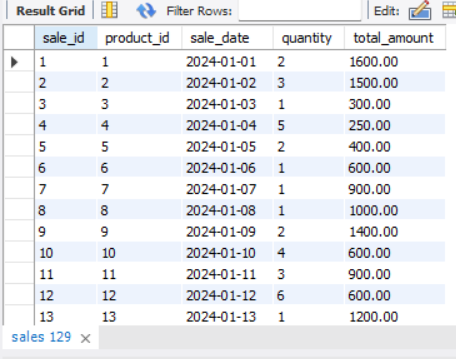 Result Grid Filter Rows: Edit:
sale_id product_id sale_date quantity total_amount
1 1 2024-01-01 2 1600.00
2 2 2024-01-02 3 1500.00
3 3 2024-01-03 1 300.00
4 4 2024-01-04 5 250.00
5 5 2024-01-05 2 400.00
6 6 2024-01-06 1 600.00
7 7 2024-01-07 1 900.00
8 8 2024-01-08 1 1000.00
9 9 2024-01-09 2 1400.00
10 10 2024-01-10 4 600.00
11 11 2024-01-11 3 900.00
12 12 2024-01-12 6 600.00
13 13 2024-01-13 1 1200.00
sales 129